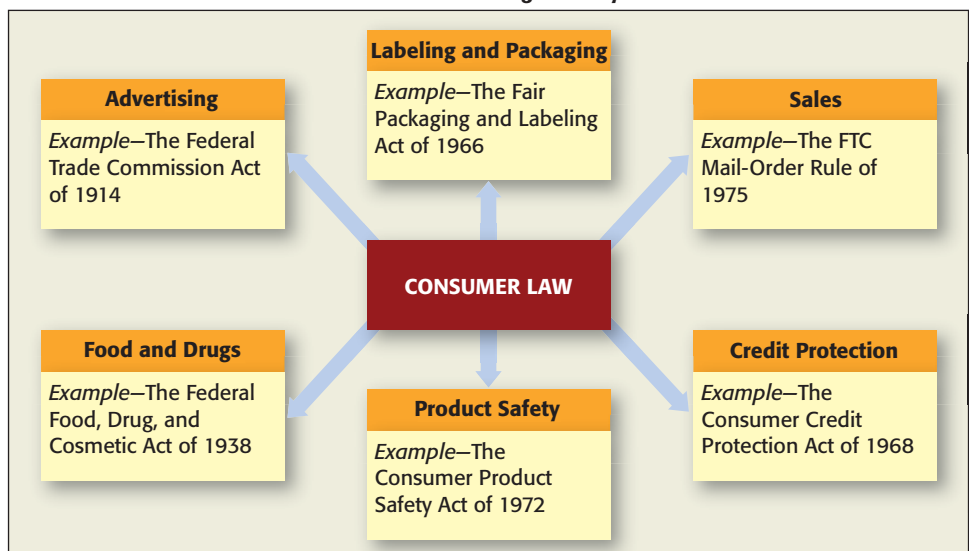 Labeling and Packaging
Example—The Fair
Packaging and Labeling
Act of 1966
Advertising
Example—The Federal
Trade Commission Act
of 1914
Sales
Example—The FTC
Mail-Order Rule of
1975
CONSUMER LAW
Food and Drugs
Example—The Federal
Food, Drug, and
Cosmetic Act of 1938
Product Safety
Example—The
Consumer Product
Safety Act of 1972
Credit Protection
Example—The
Consumer Credit
Protection Act of 1968